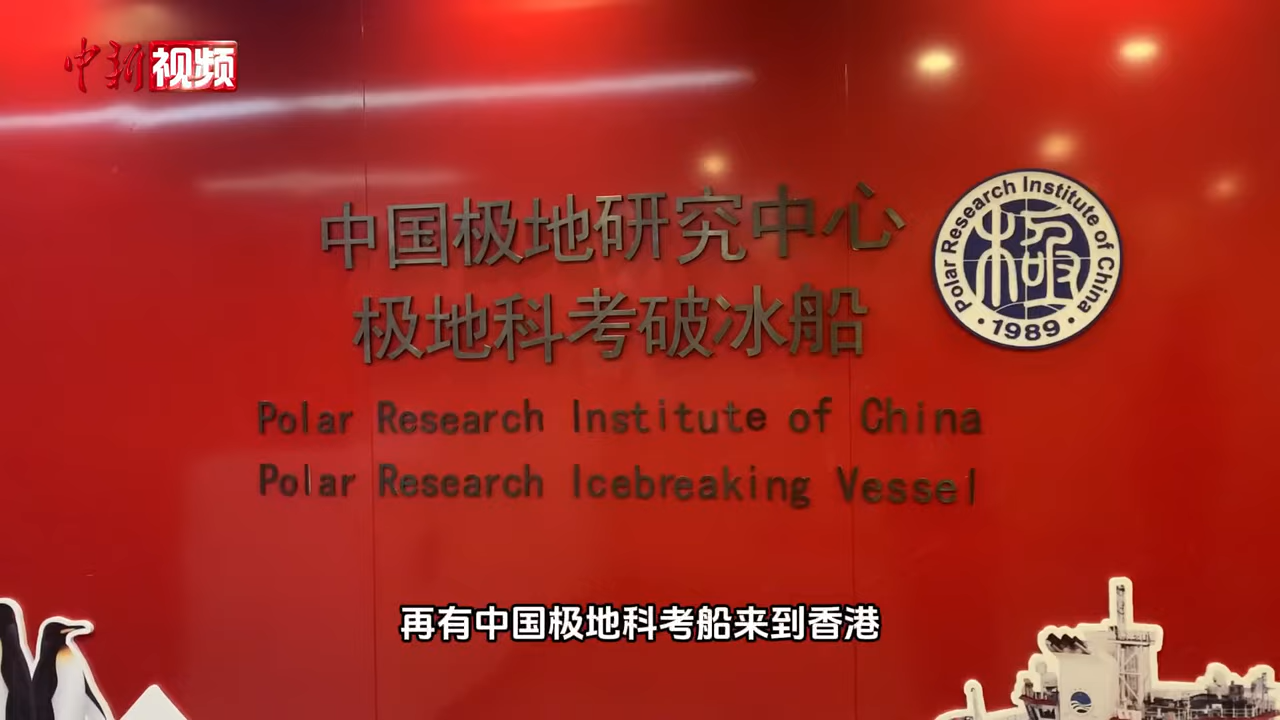 中新视频
中国极地研究中心
极地科考破冰船
Polar Research Institute of China
极
· 1989 ·
Polar Research Institute of China
Polar Research Icebreaking Vessel
再有中国极地科考船来到香港